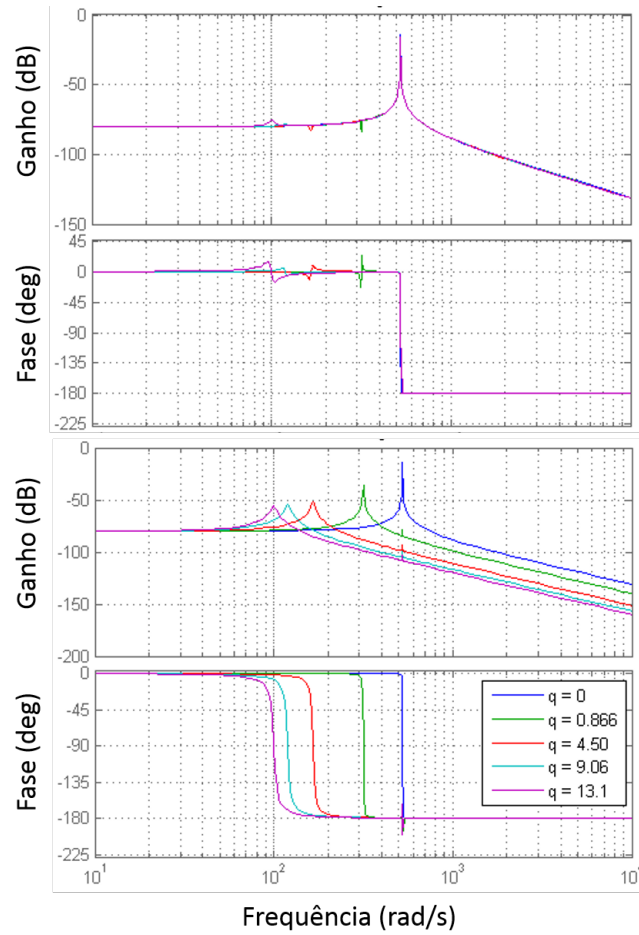 0
-50
-100
-150
Ganho (dB)
45
0
-45
-90
-135
-180
-225
Fase (deg)
0
-50
-100
-150
-200
Ganho (dB)
0
-45
-90
-135
-180
-225
Fase (deg)
q = 0
q = 0.866
q = 4.50
q = 9.06
q = 13.1
10¹ 10² 10³ 10
Frequência (rad/s)